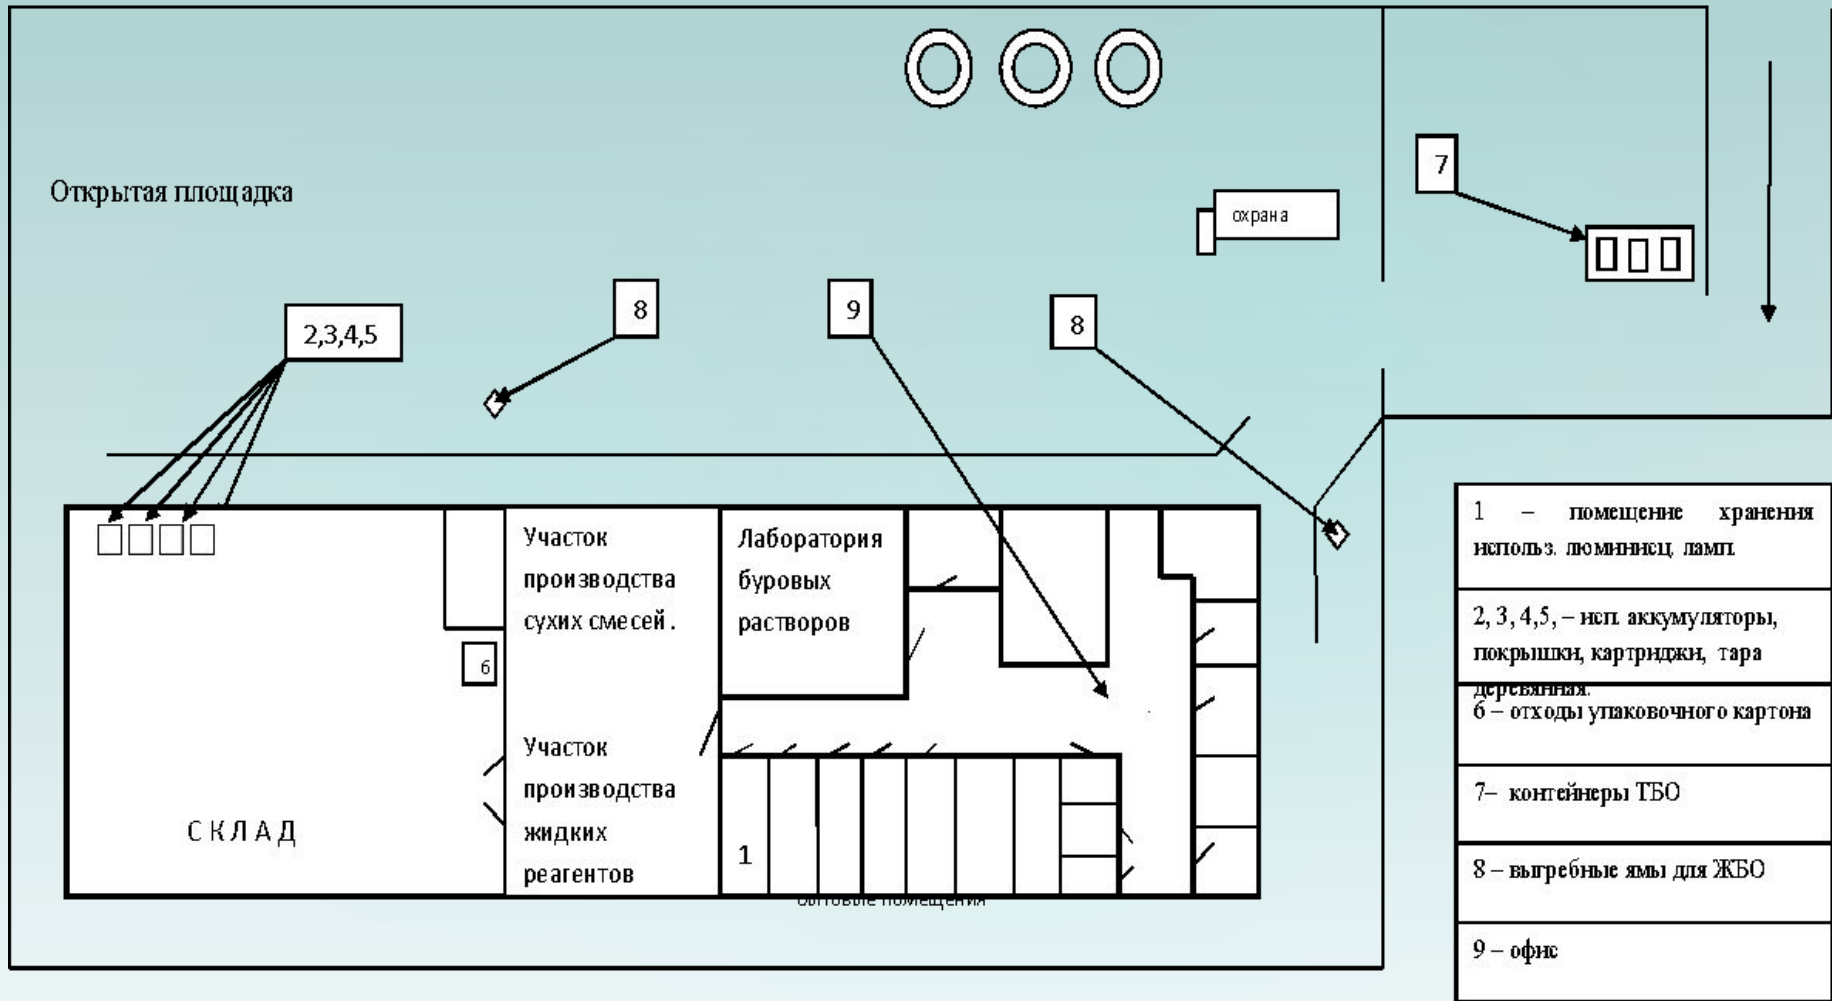 7
Открытая площадка
охрана
8
9
8
2,3,4,5
Участок
производства
сухих смесей.
Лаборатория
буровых
растворов
6
Участок
производства
жидких
реагентов
СКЛАД
1
бытовые помещения
1 – помещение хранения
использ. люминисц. ламп.
2, 3, 4,5, – исп. аккумуляторы,
покрышки, картриджи, тара
деревянная.
6 – отходы упаковочного картона
7– контейнеры ТБО
8 – выгребные ямы для ЖБО
9 – офис